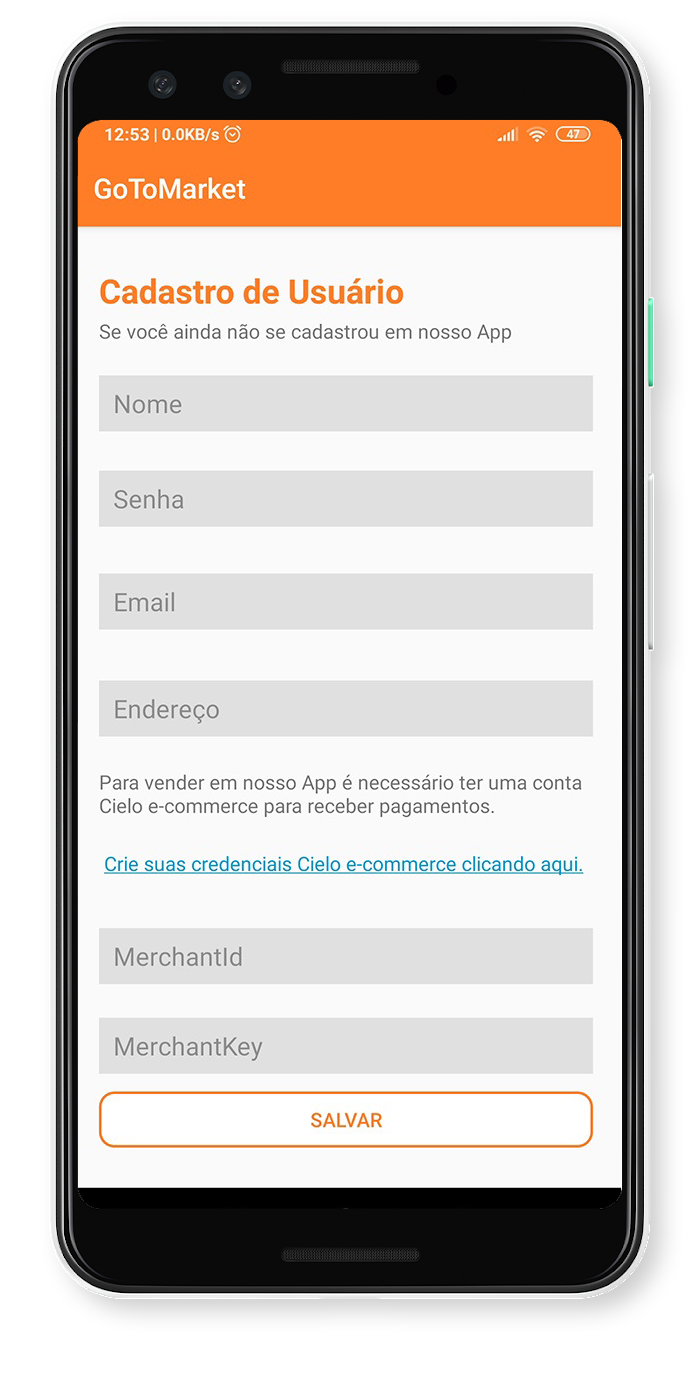 12:53 | 0.0KB/s 47
GoToMarket
Cadastro de Usuário
Se você ainda não se cadastrou em nosso App
Nome
Senha
Email
Endereço
Para vender em nosso App é necessário ter uma conta
Cielo e-commerce para receber pagamentos.
Crie suas credenciais Cielo e-commerce clicando aqui.
MerchantId
MerchantKey
SALVAR